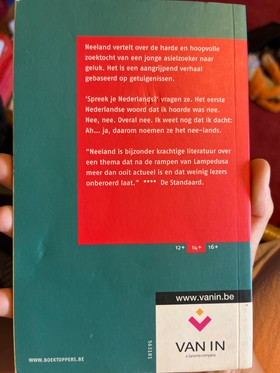 Neeland vertelt over de harde en hoopvolle
zoektocht van een jonge asielzoeker naar
geluk. Het is een aangrijpend verhaal
gebaseerd op getuigenissen.
'Spreek je Nederlands?' vragen ze. Het eerste
Nederlandse woord dat ik hoorde was nee.
Nee, nee. Overal nee. Ik weet nog dat ik dacht:
Ah... ja, daarom noemen ze het nee-lands.
"Neeland is bijzonder krachtige literatuur over
een thema dat na de rampen van Lampedusa
meer dan ooit actueel is en dat weinig lezers
onberoerd laat." **** De Standaard.
12+ 14+ 16+
www.vanin.be
VAN IN
a Sanoma company
WWW.BOEKTOPPERS.BE